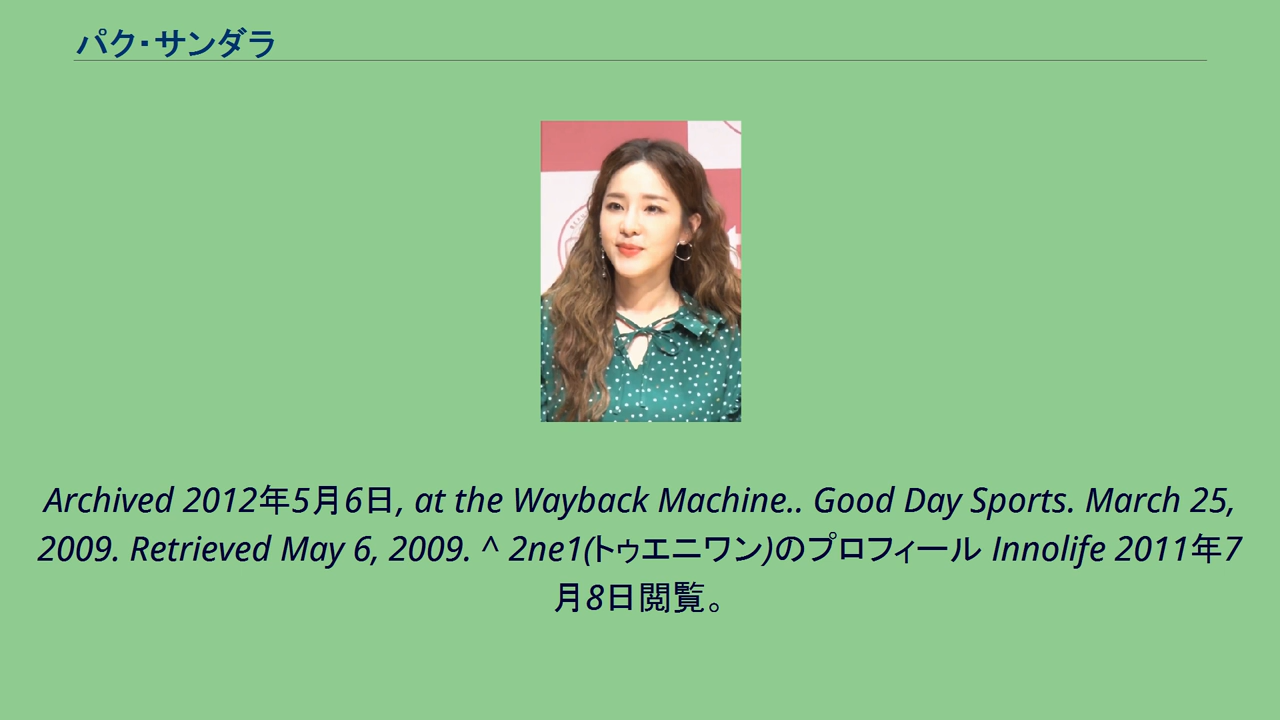 パク・サンダラ
Archived 2012年5月6日, at the Wayback Machine.. Good Day Sports. March 25,
2009. Retrieved May 6, 2009. ^ 2ne1(トゥエニワン)のプロフィール Innolife 2011年7
月8日閲覧。